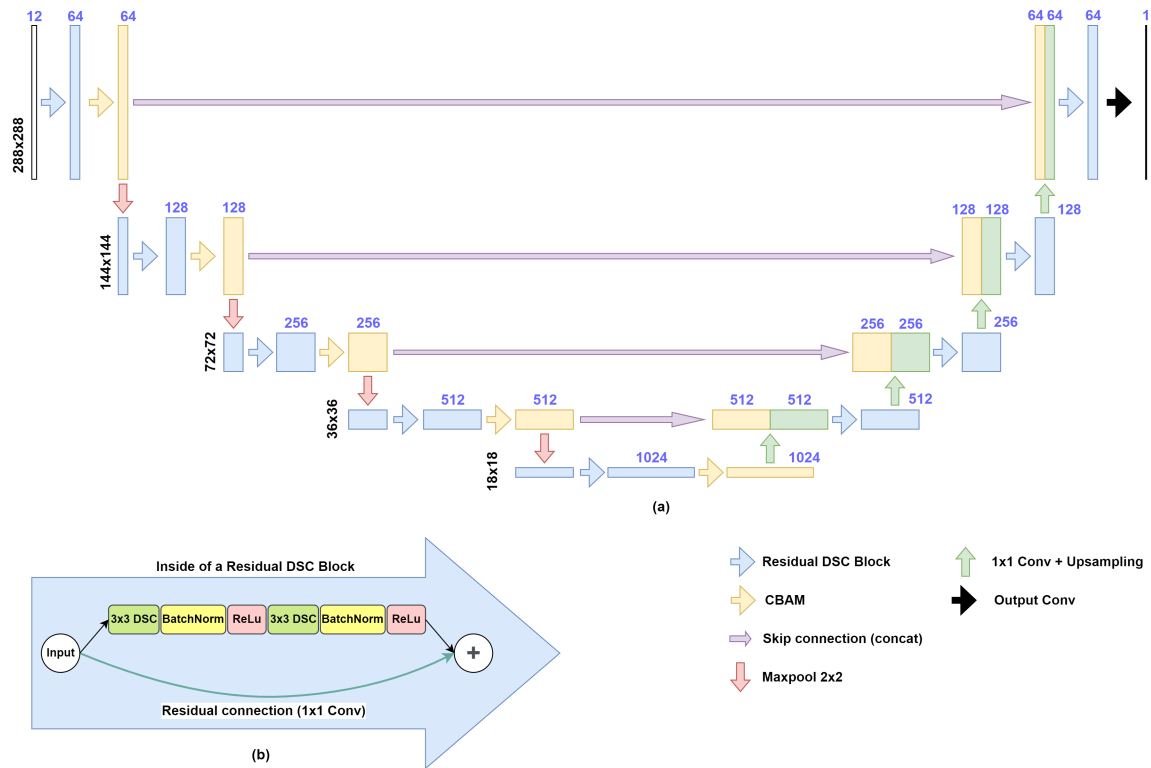 12 64 64 64 64 64 1
288x288
128 128 128 128 128
144x144
256 256 256 256 256
72x72
512 512 512 512 512
36x36
1024 1024
18x18
(a)
Inside of a Residual DSC Block
3x3 DSC BatchNorm ReLu 3x3 DSC BatchNorm ReLu
Input +
Residual connection (1x1 Conv)
(b)
Residual DSC Block
CBAM
Skip connection (concat)
Maxpool 2x2
1x1 Conv + Upsampling
Output Conv